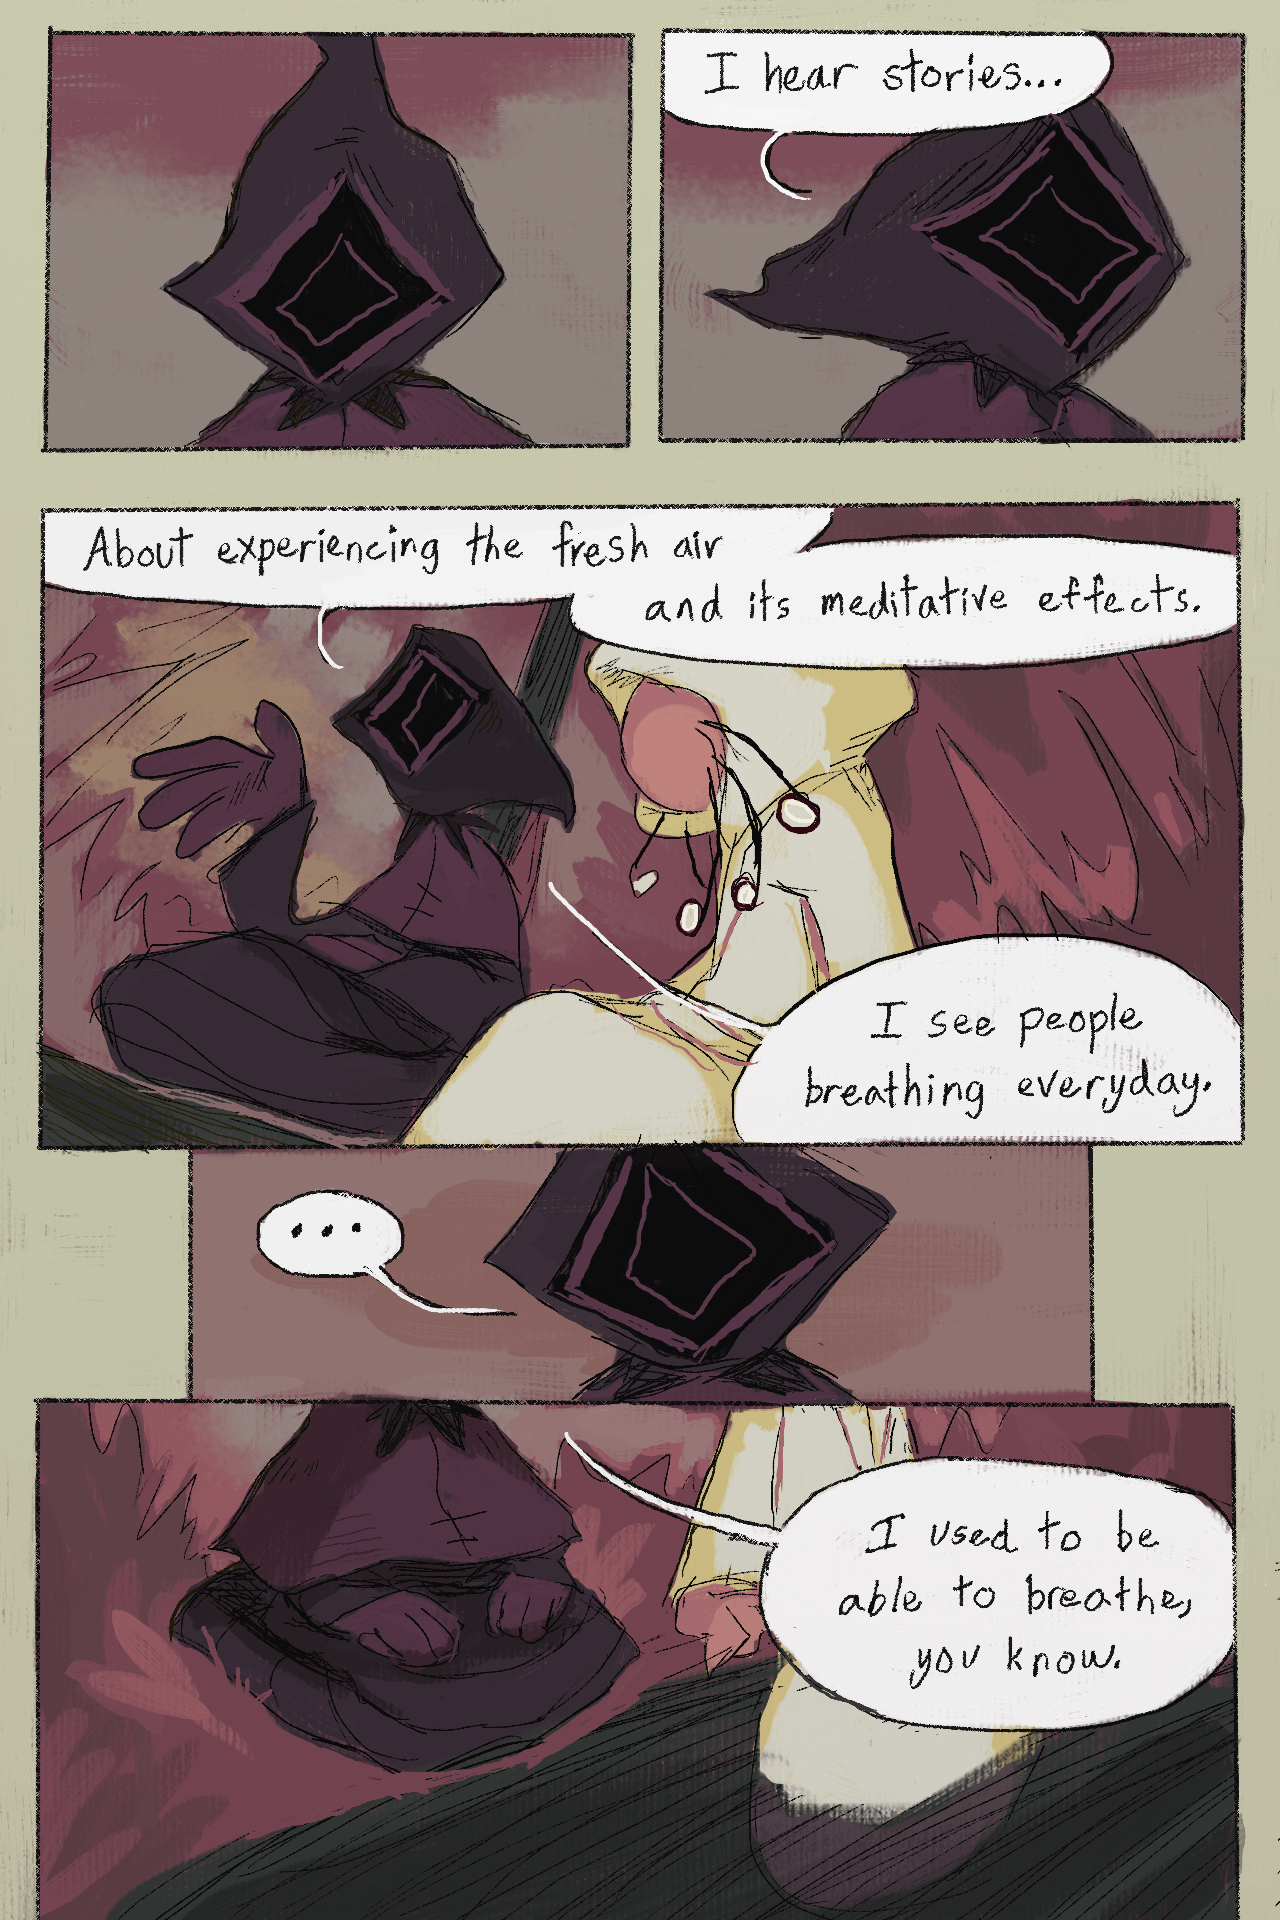 I hear stories...
About experiencing the fresh air
and its meditative effects.
I see people
breathing everyday.
...
I used to be
able to breathe,
you know.